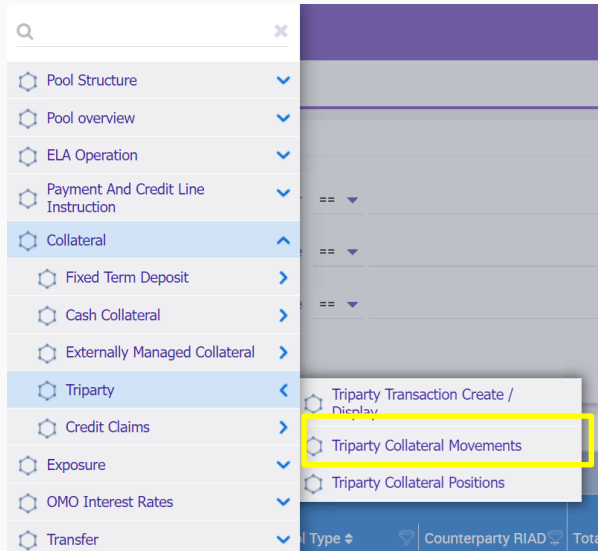 Pool Structure
Pool overview
ELA Operation
Payment And Credit Line
Instruction
Collateral
Fixed Term Deposit
Cash Collateral
Externally Managed Collateral
Triparty
Credit Claims
Exposure
OMO Interest Rates
Transfer
==
==
==
Triparty Transaction Create /
Display
Triparty Collateral Movements
Triparty Collateral Positions
Type
Counterparty RIAD